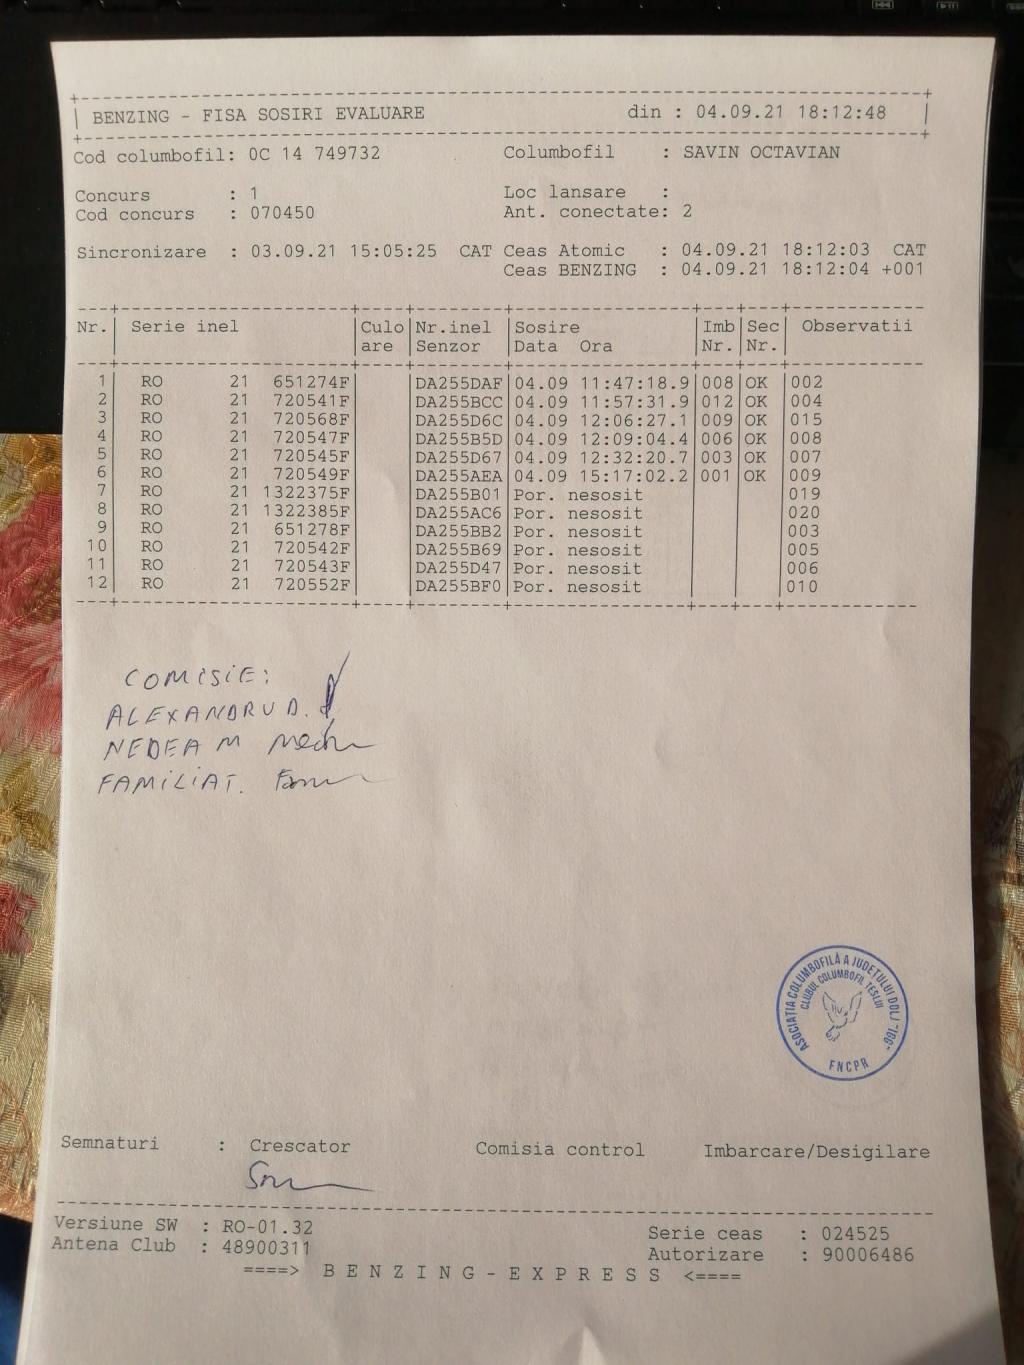 BENZING - FISA SOSIRI EVALUARE din : 04.09.21 18:12:48
Cod columbofil: 0C 14 749732 Columbofil : SAVIN OCTAVIAN
Concurs : 1 Loc lansare :
Cod concurs : 070450 Ant. conectate: 2
Sincronizare : 03.09.21 15:05:25 CAT Ceas Atomic : 04.09.21 18:12:03 CAT
Ceas BENZING : 04.09.21 18:12:04 +001
Nr. Serie inel Culo Nr.inel Sosire Imb Sec Observatii
are Senzor Data Ora Nr. Nr.
1 RO 21 651274F DA255DAF 04.09 11:47:18.9 008 OK 002
2 RO 21 720541F DA255BCC 04.09 11:57:31.9 012 OK 004
3 RO 21 720568F DA255D6C 04.09 12:06:27.1 009 OK 015
4 RO 21 720547F DA255B5D 04.09 12:09:04.4 006 OK 008
5 RO 21 720545F DA255D67 04.09 12:32:20.7 003 OK 007
6 RO 21 720549F DA255AEA 04.09 15:17:02.2 001 OK 009
7 RO 21 1322375F DA255B01 Por. nesosit 019
8 RO 21 1322385F DA255AC6 Por. nesosit 020
9 RO 21 651278F DA255BB2 Por. nesosit 003
10 RO 21 720542F DA255B69 Por. nesosit 005
11 RO 21 720543F DA255D47 Por. nesosit 006
12 RO 21 720552F DA255BF0 Por. nesosit 010
COMISIE:
ALEXANDRU D.
NEDEA M
FAMILIA T.
ASOCIAȚIA COLUMBOFILĂ A JUDEȚULUI DOLJ "IGG"
CLUBUL COLUMBOFIL TESLUI
FNCPR
Semnaturi : Crescator Comisia control Imbarcare/Desigilare
Versiune SW : RO-01.32 Serie ceas : 024525
Antena Club : 48900311 Autorizare : 90006486
====> B E N Z I N G - E X P R E S S <====